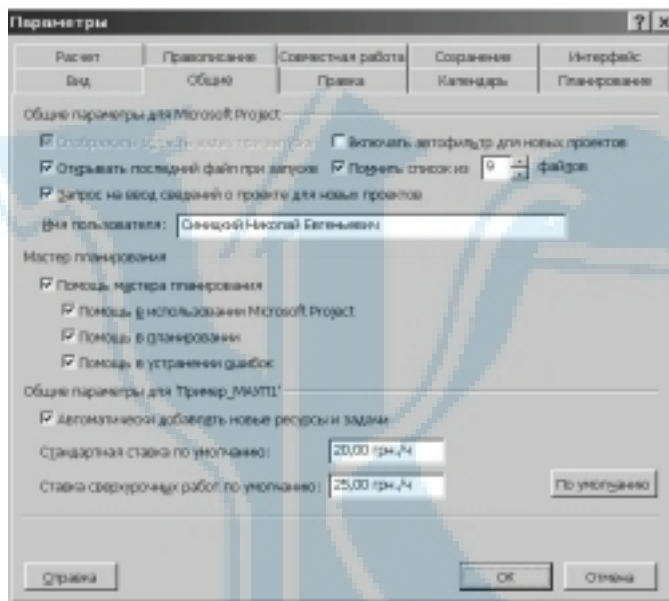 Параметры
Расчет Правописание Совместная работа Сохранение Интерфейс
Вид Общие Правка Календарь Планирование
Общие параметры для Microsoft Project
Отображать при запуске Включать автофильтр для новых проектов
Открывать последний файл при запуске Помнить список из 9 файлов
Запрос на ввод сведений о проекте для новых проектов
Имя пользователя: Синицкий Николай Евгеньевич
Мастер планирования
Помощь мастера планирования
Помощь в использовании Microsoft Project
Помощь в планировании
Помощь в устранении ошибок
Общие параметры для 'Пример_МАУП1'
Автоматически добавлять новые ресурсы и задачи
Стандартная ставка по умолчанию: 20,00 грн./ч
Ставка сверхурочных работ по умолчанию: 25,00 грн./ч По умолчанию
Справка ОК Отмена